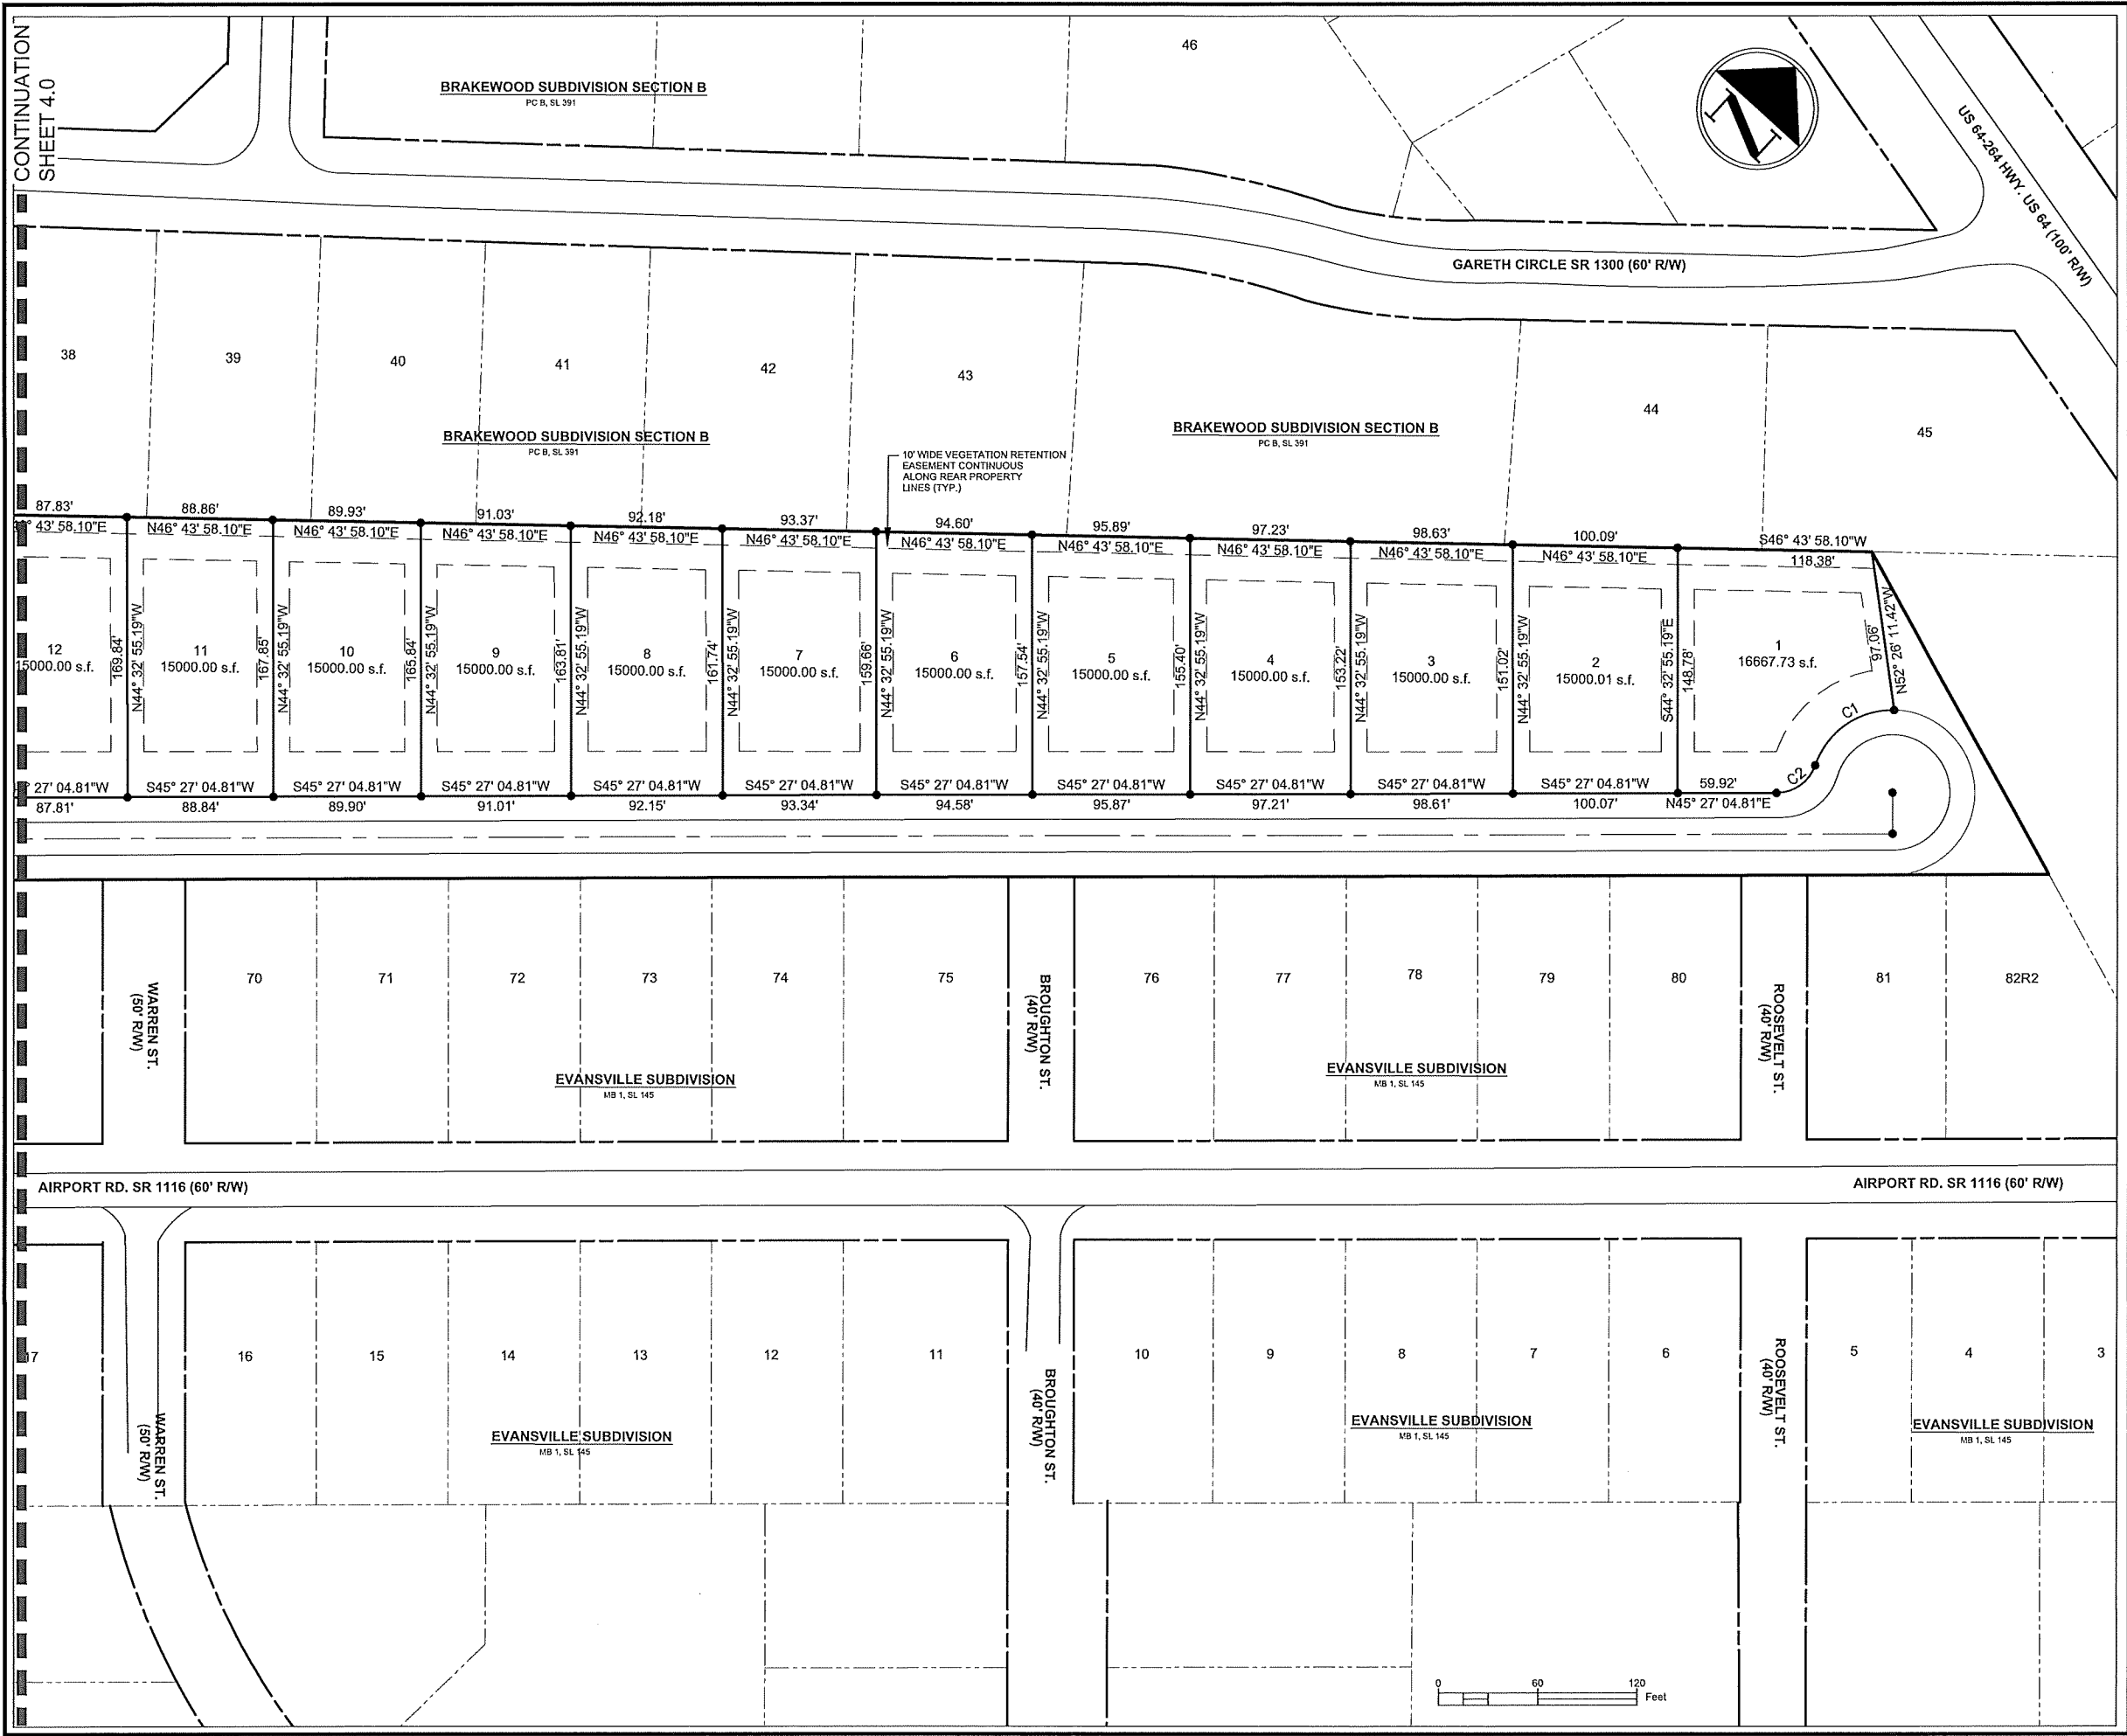 CONTINUATION
SHEET 4.0
BRAKEWOOD SUBDIVISION SECTION B
PC B, SL 391
46
N
US 64-264 HWY. US 64 (100' R/W)
GARETH CIRCLE SR 1300 (60' R/W)
38
39
40
41
42
43
44
45
BRAKEWOOD SUBDIVISION SECTION B
PC B, SL 391
BRAKEWOOD SUBDIVISION SECTION B
PC B, SL 391
10' WIDE VEGETATION RETENTION
EASEMENT CONTINUOUS
ALONG REAR PROPERTY
LINES (TYP.)
87.83'
88.86'
89.93'
91.03'
92.18'
93.37'
94.60'
95.89'
97.23'
98.63'
100.09'
S46° 43' 58.10"W
118.38'
° 43' 58.10"E
N46° 43' 58.10"E
N46° 43' 58.10"E
N46° 43' 58.10"E
N46° 43' 58.10"E
N46° 43' 58.10"E
N46° 43' 58.10"E
N46° 43' 58.10"E
N46° 43' 58.10"E
N46° 43' 58.10"E
N46° 43' 58.10"E
12
15000.00 s.f.
169.84'
N44° 32' 55.19"W
11
15000.00 s.f.
167.85'
N44° 32' 55.19"W
10
15000.00 s.f.
165.84'
N44° 32' 55.19"W
9
15000.00 s.f.
163.81'
N44° 32' 55.19"W
8
15000.00 s.f.
161.74'
N44° 32' 55.19"W
7
15000.00 s.f.
159.66'
N44° 32' 55.19"W
6
15000.00 s.f.
157.54'
N44° 32' 55.19"W
5
15000.00 s.f.
155.40'
N44° 32' 55.19"W
4
15000.00 s.f.
153.22'
N44° 32' 55.19"W
3
15000.00 s.f.
151.02'
N44° 32' 55.19"W
2
15000.01 s.f.
S44° 32' 55.19"E
148.78'
1
16667.73 s.f.
97.06'
N52° 26' 11.42"W
C1
C2
° 27' 04.81"W
S45° 27' 04.81"W
S45° 27' 04.81"W
S45° 27' 04.81"W
S45° 27' 04.81"W
S45° 27' 04.81"W
S45° 27' 04.81"W
S45° 27' 04.81"W
S45° 27' 04.81"W
S45° 27' 04.81"W
S45° 27' 04.81"W
59.92'
N45° 27' 04.81"E
87.81'
88.84'
89.90'
91.01'
92.15'
93.34'
94.58'
95.87'
97.21'
98.61'
100.07'
WARREN ST.
(50' R/W)
70
71
72
73
74
75
BROUGHTON ST.
(40' R/W)
76
77
78
79
80
ROOSEVELT ST.
(40' R/W)
81
82R2
EVANSVILLE SUBDIVISION
MB 1, SL 145
EVANSVILLE SUBDIVISION
MB 1, SL 145
AIRPORT RD. SR 1116 (60' R/W)
AIRPORT RD. SR 1116 (60' R/W)
17
16
15
14
13
12
11
10
9
8
7
6
5
4
3
WARREN ST.
(50' R/W)
BROUGHTON ST.
(40' R/W)
ROOSEVELT ST.
(40' R/W)
EVANSVILLE SUBDIVISION
MB 1, SL 145
EVANSVILLE SUBDIVISION
MB 1, SL 145
EVANSVILLE SUBDIVISION
MB 1, SL 145
0 60 120
Feet